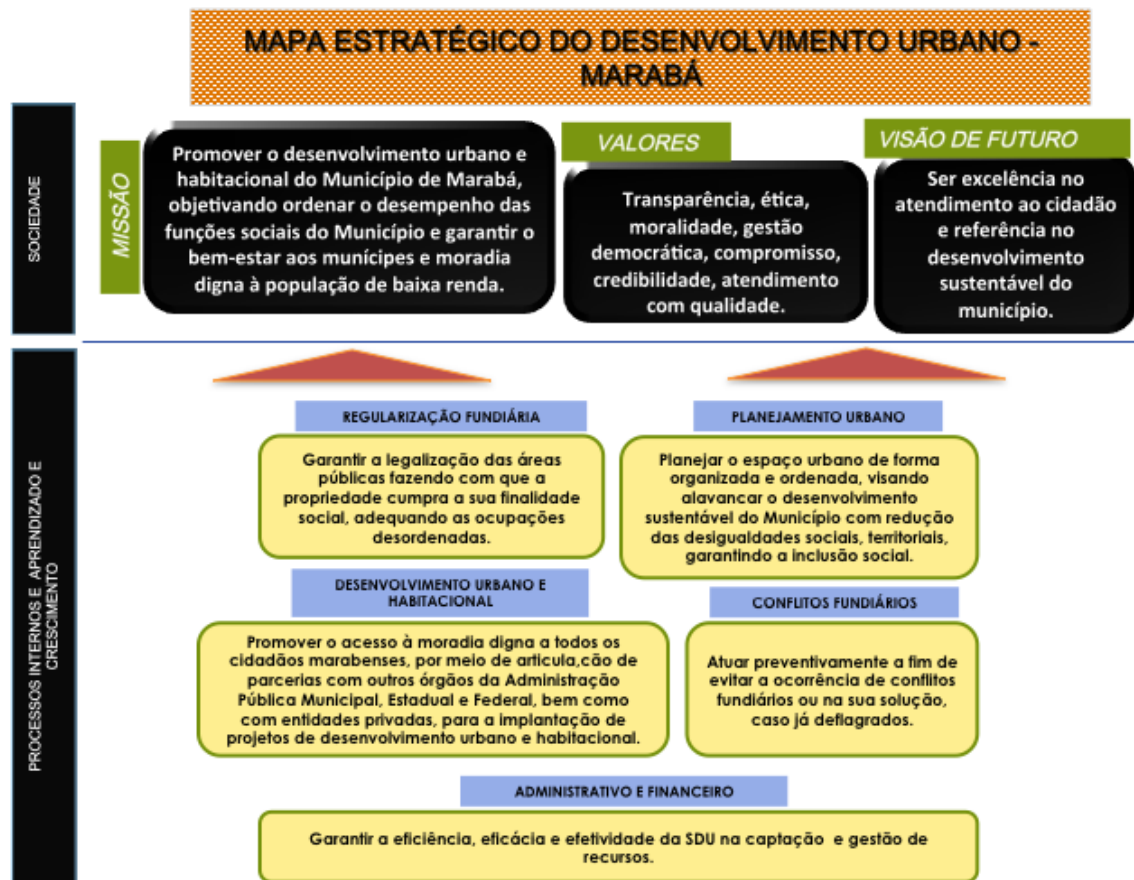 MAPA ESTRATÉGICO DO DESENVOLVIMENTO URBANO -
MARABÁ
SOCIEDADE
MISSÃO
Promover o desenvolvimento urbano e
habitacional do Município de Marabá,
objetivando ordenar o desempenho das
funções sociais do Município e garantir o
bem-estar aos munícipes e moradia
digna à população de baixa renda.
VALORES
Transparência, ética,
moralidade, gestão
democrática, compromisso,
credibilidade, atendimento
com qualidade.
VISÃO DE FUTURO
Ser excelência no
atendimento ao cidadão
e referência no
desenvolvimento
sustentável do
município.
PROCESSOS INTERNOS E APRENDIZADO E
CRESCIMENTO
REGULARIZAÇÃO FUNDIÁRIA
Garantir a legalização das áreas
públicas fazendo com que a
propriedade cumpra a sua finalidade
social, adequando as ocupações
desordenadas.
PLANEJAMENTO URBANO
Planejar o espaço urbano de forma
organizada e ordenada, visando
alavancar o desenvolvimento
sustentável do Município com redução
das desigualdades sociais, territoriais,
garantindo a inclusão social.
DESENVOLVIMENTO URBANO E
HABITACIONAL
Promover o acesso à moradia digna a todos os
cidadãos marabenses, por meio de articula,cão de
parcerias com outros órgãos da Administração
Pública Municipal, Estadual e Federal, bem como
com entidades privadas, para a implantação de
projetos de desenvolvimento urbano e habitacional.
CONFLITOS FUNDIÁRIOS
Atuar preventivamente a fim de
evitar a ocorrência de conflitos
fundiários ou na sua solução,
caso já deflagrados.
ADMINISTRATIVO E FINANCEIRO
Garantir a eficiência, eficácia e efetividade da SDU na captação e gestão de
recursos.